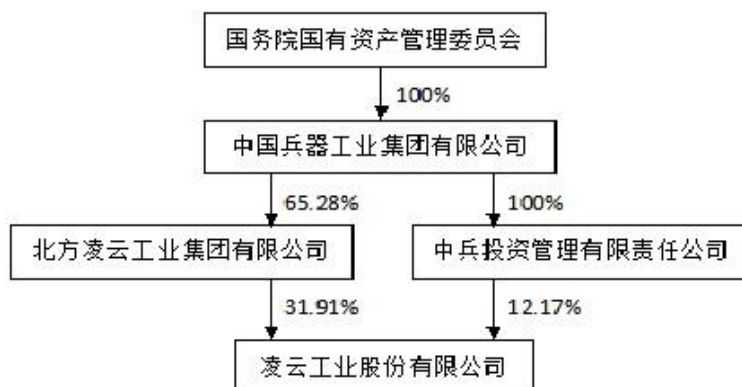 国务院国有资产管理委员会
100%
中国兵器工业集团有限公司
65.28%
100%
北方凌云工业集团有限公司
中兵投资管理有限责任公司
31.91%
12.17%
凌云工业股份有限公司